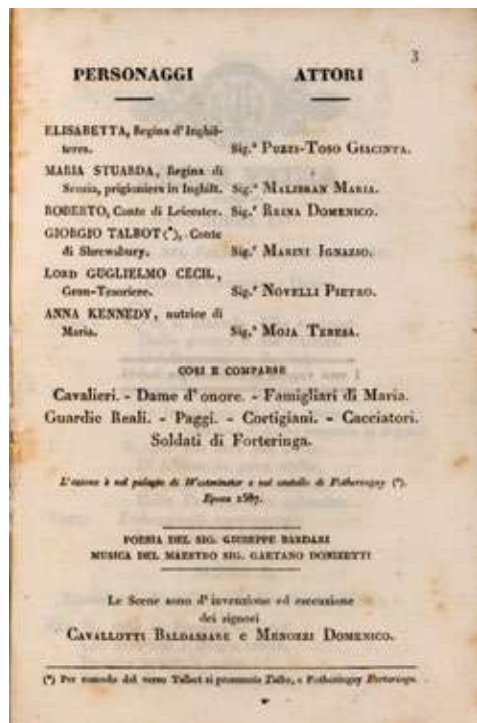 3
PERSONAGGI ATTORI
ELISABETTA, Regina d'Inghil-
terra. Sig.ª PUZZI-TOSO GIACINTA.
MARIA STUARDA, Regina di
Scozia, prigioniera in Inghilt. Sig.ª MALIBRAN MARIA.
ROBERTO, Conte di Leicester. Sig.r REINA DOMENICO.
GIORGIO TALBOT (*), Conte
di Shrewsbury. Sig.r MARINI IGNAZIO.
LORD GUGLIELMO CECIL,
Gran-Tesoriere. Sig.r NOVELLI PIETRO.
ANNA KENNEDY, nutrice di
Maria. Sig.ª MOJA TERESA.
CORI E COMPARSE
Cavalieri. - Dame d'onore. - Famigliari di Maria.
Guardie Reali. - Paggi. - Cortigiani. - Cacciatori.
Soldati di Forteringa.
L'azione è nel palagio di Westminster e nel castello di Fotheringay (*).
Epoca 1587.
POESIA DEL SIG. GIUSEPPE BARDARI
MUSICA DEL MAESTRO SIG. GAETANO DONIZETTI
Le Scene sono d'invenzione ed esecuzione
dei signori
CAVALLOTTI BALDASSARE e MENOZZI DOMENICO.
(*) Per comodo del verso Talbot si pronuncia Talbo, e Fotheringay Forteringa.